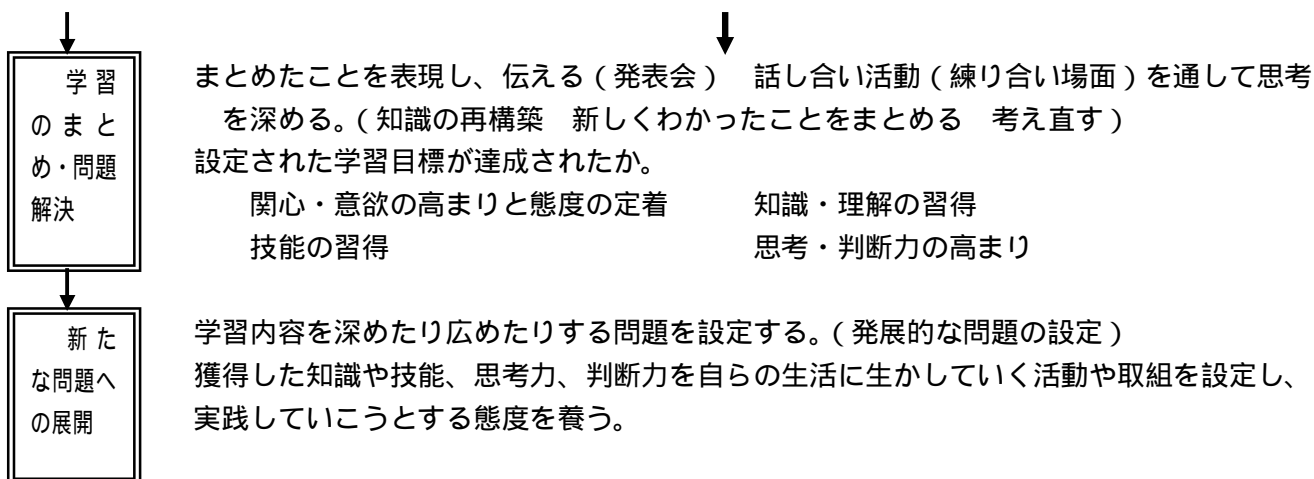 学 習
の ま と
め・問題
解決
まとめたことを表現し、伝える（発表会）　話し合い活動（練り合い場面）を通して思考
を深める。（知識の再構築　新しくわかったことをまとめる　考え直す）
設定された学習目標が達成されたか。
関心・意欲の高まりと態度の定着　　知識・理解の習得
技能の習得　　思考・判断力の高まり
新 た
な問題へ
の展開
学習内容を深めたり広めたりする問題を設定する。（発展的な問題の設定）
獲得した知識や技能、思考力、判断力を自らの生活に生かしていく活動や取組を設定し、
実践していこうとする態度を養う。